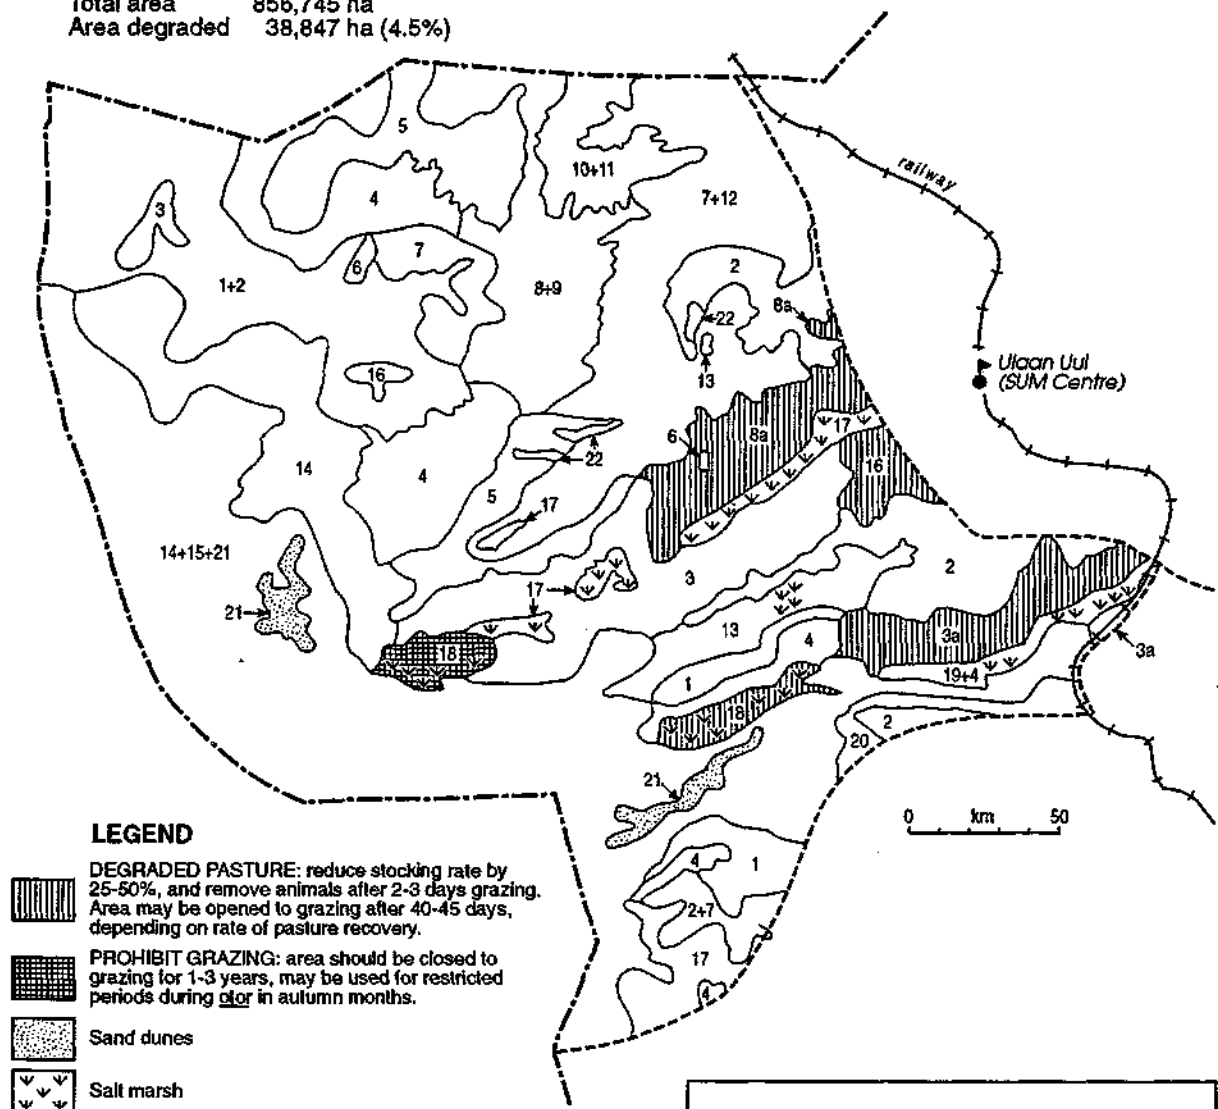 Total area 856,745 ha
Area degraded 38,847 ha (4.5%)
5
10+11
railway
4
3
7+12
7
6
2
1+2
8+9
8a
22
Ulaan Uul
(SUM Centre)
16
13
17
6
8a
22
14
4
16
5
17
14+15+21
3
2
17
21
13
4
3a
18
3a
19+4
1
18
2
20
21
0 km 50
LEGEND
DEGRADED PASTURE: reduce stocking rate by
25-50%, and remove animals after 2-3 days grazing.
Area may be opened to grazing after 40-45 days,
depending on rate of pasture recovery.
4
1
2+7
PROHIBIT GRAZING: area should be closed to
grazing for 1-3 years, may be used for restricted
periods during otor in autumn months.
17
4
Sand dunes
Salt marsh